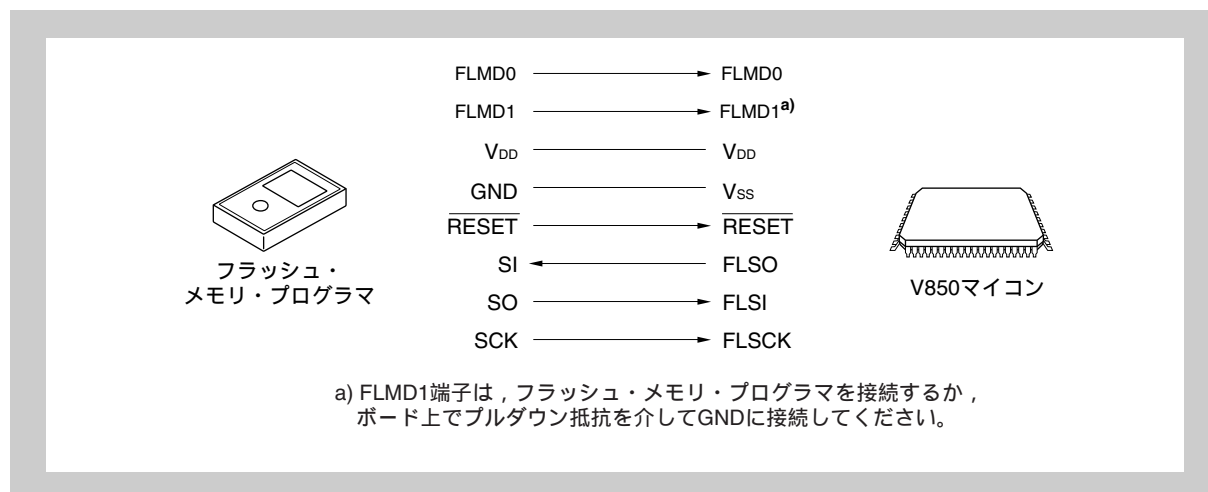 FLMD0 FLMD0
FLMD1 FLMD1a)
VDD VDD
GND VSS
RESET RESET
SI FLSO
SO FLSI
SCK FLSCK
フラッシュ・
メモリ・プログラマ
V850マイコン
a) FLMD1端子は，フラッシュ・メモリ・プログラマを接続するか，
ボード上でプルダウン抵抗を介してGNDに接続してください。